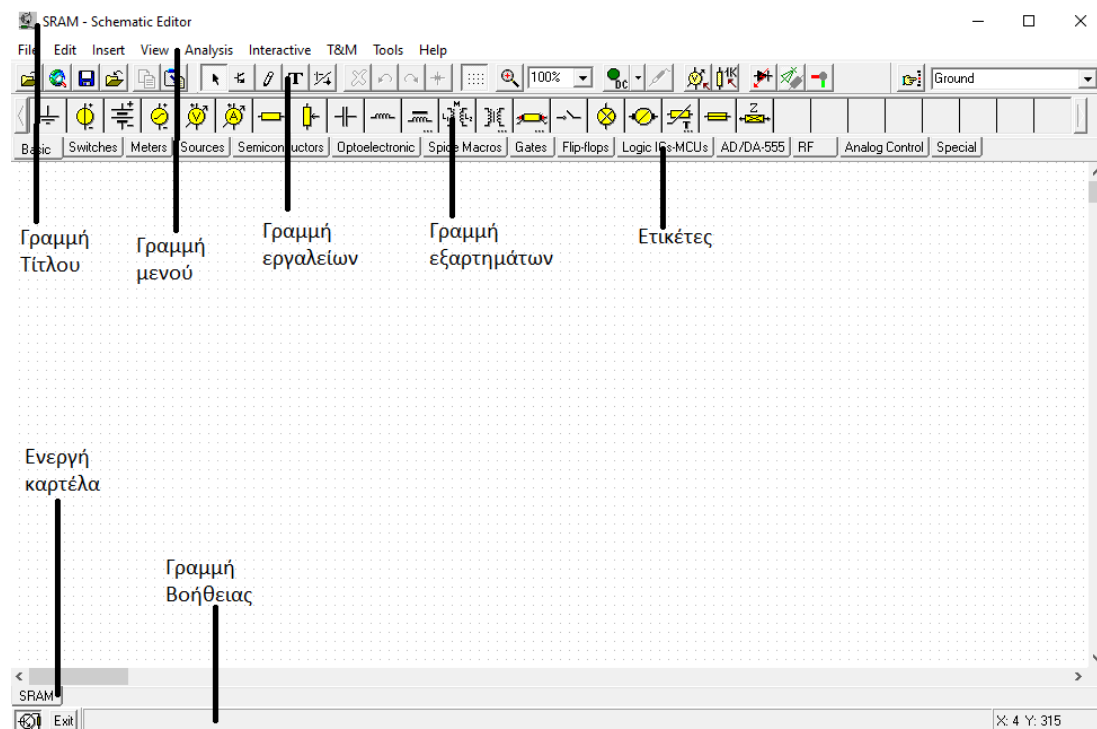 SRAM - Schematic Editor
File Edit Insert View Analysis Interactive T&M Tools Help
T 100% DC 1K Ground
M Z
Basic Switches Meters Sources Semiconductors Optoelectronic Spice Macros Gates Flip-flops Logic ICs-MCUs AD/DA-555 RF Analog Control Special
Γραμμή
Τίτλου
Γραμμή
μενού
Γραμμή
εργαλείων
Γραμμή
εξαρτημάτων
Ετικέτες
Ενεργή
καρτέλα
Γραμμή
Βοήθειας
SRAM
Exit X: 4 Y: 315